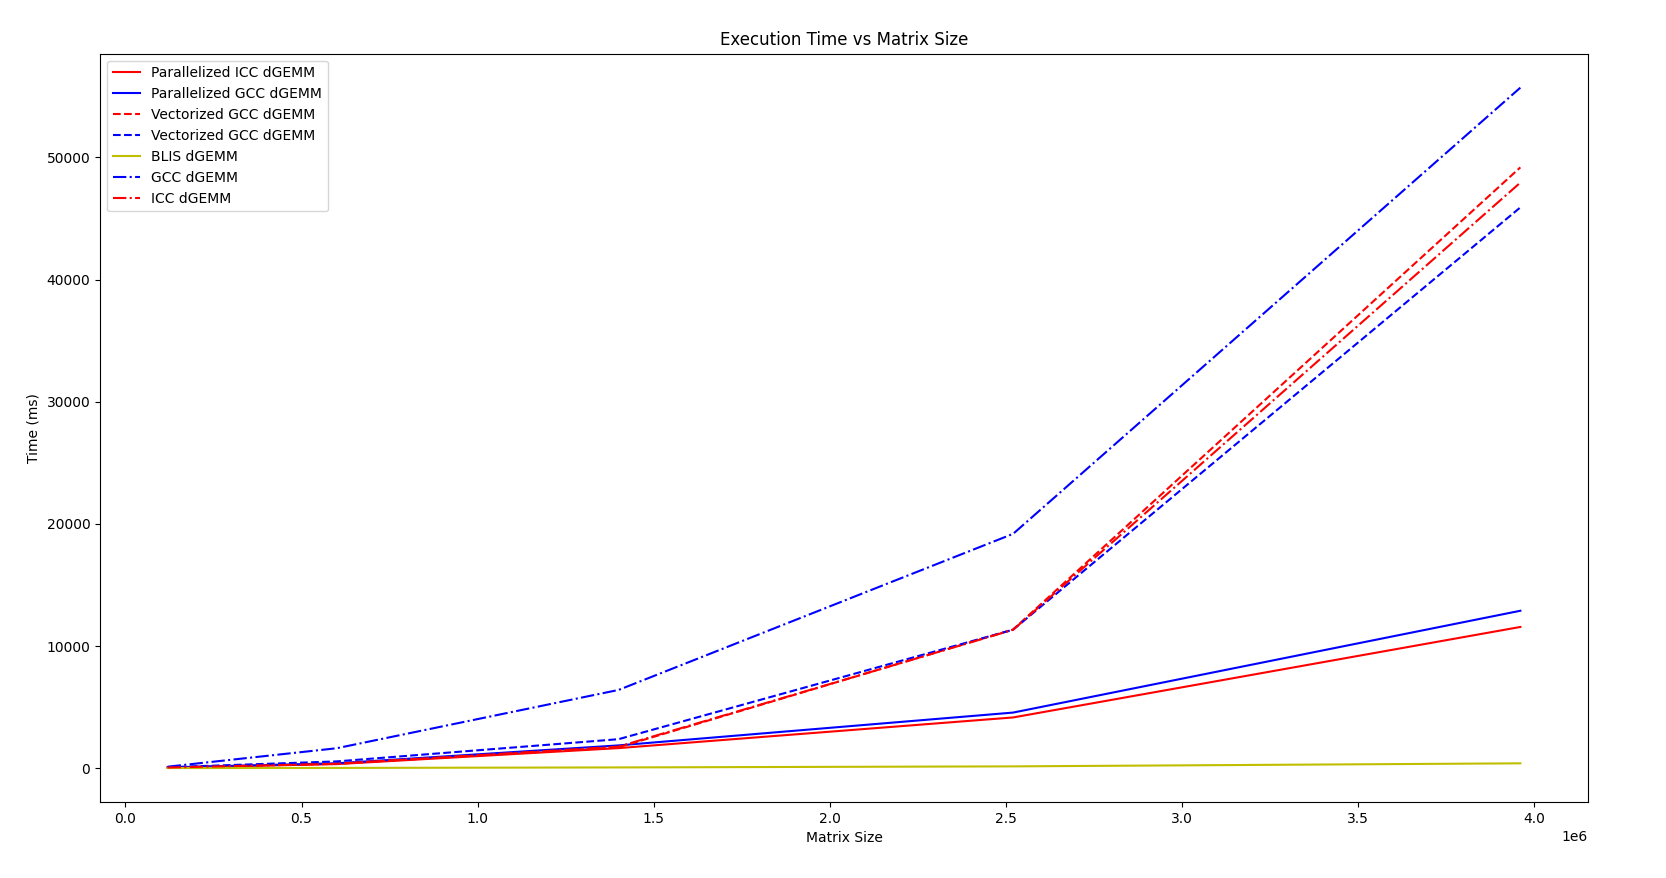 Execution Time vs Matrix Size
Parallelized ICC dGEMM
Parallelized GCC dGEMM
Vectorized GCC dGEMM
Vectorized GCC dGEMM
BLIS dGEMM
GCC dGEMM
ICC dGEMM
50000
40000
30000
20000
10000
0
Time (ms)
0.0 0.5 1.0 1.5 2.0 2.5 3.0 3.5 4.0
Matrix Size
1e6